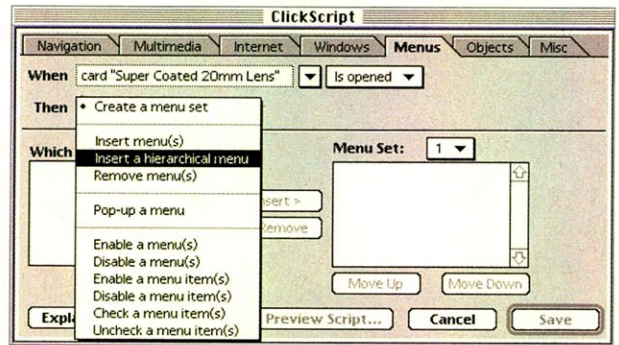 ClickScript
Navigation Multimedia Internet Windows Menus Objects Misc
When card "Super Coated 20mm Lens" Is opened
Then • Create a menu set
Insert menu(s)
Which Menu Set: 1
Insert a hierarchical menu
Remove menu(s)
Pop-up a menu
Enable a menu(s)
Disable a menu(s)
Enable a menu item(s)
Disable a menu item(s)
Check a menu item(s)
Uncheck a menu item(s)
nsert >
emove
Move Up Move Down
Expla Preview Script... Cancel Save